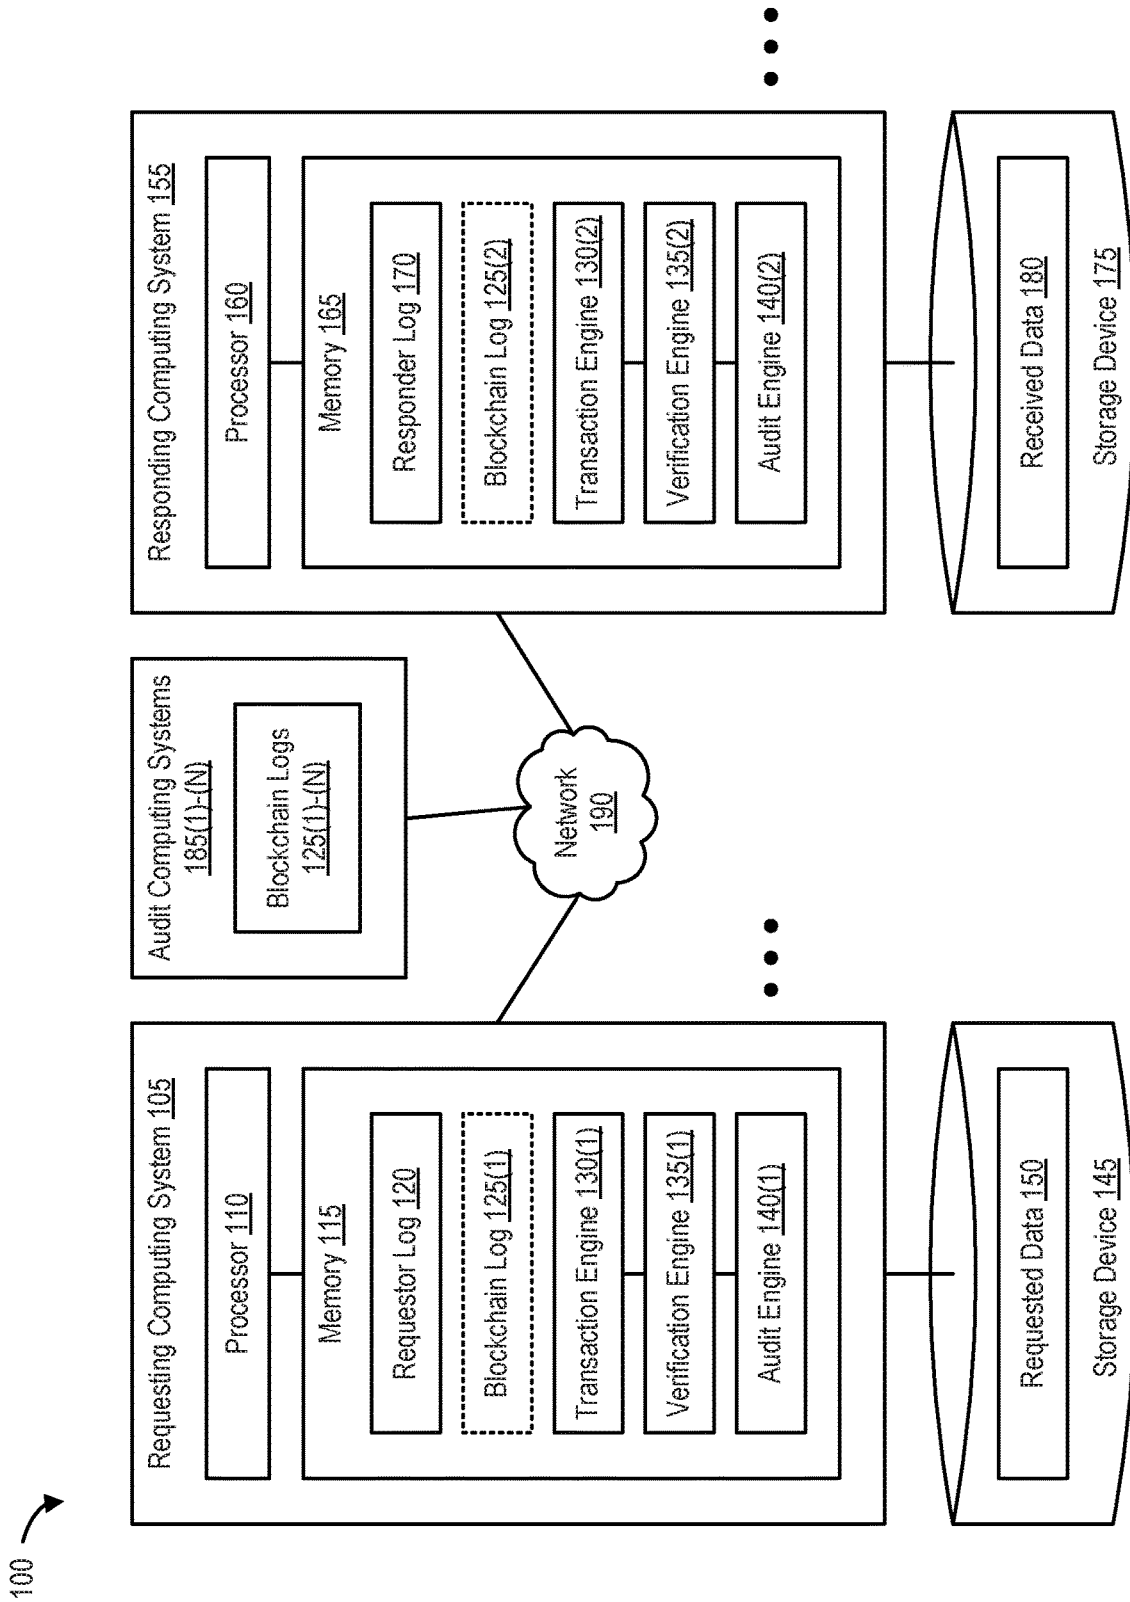 100
Requesting Computing System 105
Processor 110
Memory 115
Requestor Log 120
Blockchain Log 125(1)
Transaction Engine 130(1)
Verification Engine 135(1)
Audit Engine 140(1)
Requested Data 150
Storage Device 145
Audit Computing Systems
185(1)-(N)
Blockchain Logs
125(1)-(N)
Network
190
Responding Computing System 155
Processor 160
Memory 165
Responder Log 170
Blockchain Log 125(2)
Transaction Engine 130(2)
Verification Engine 135(2)
Audit Engine 140(2)
Received Data 180
Storage Device 175